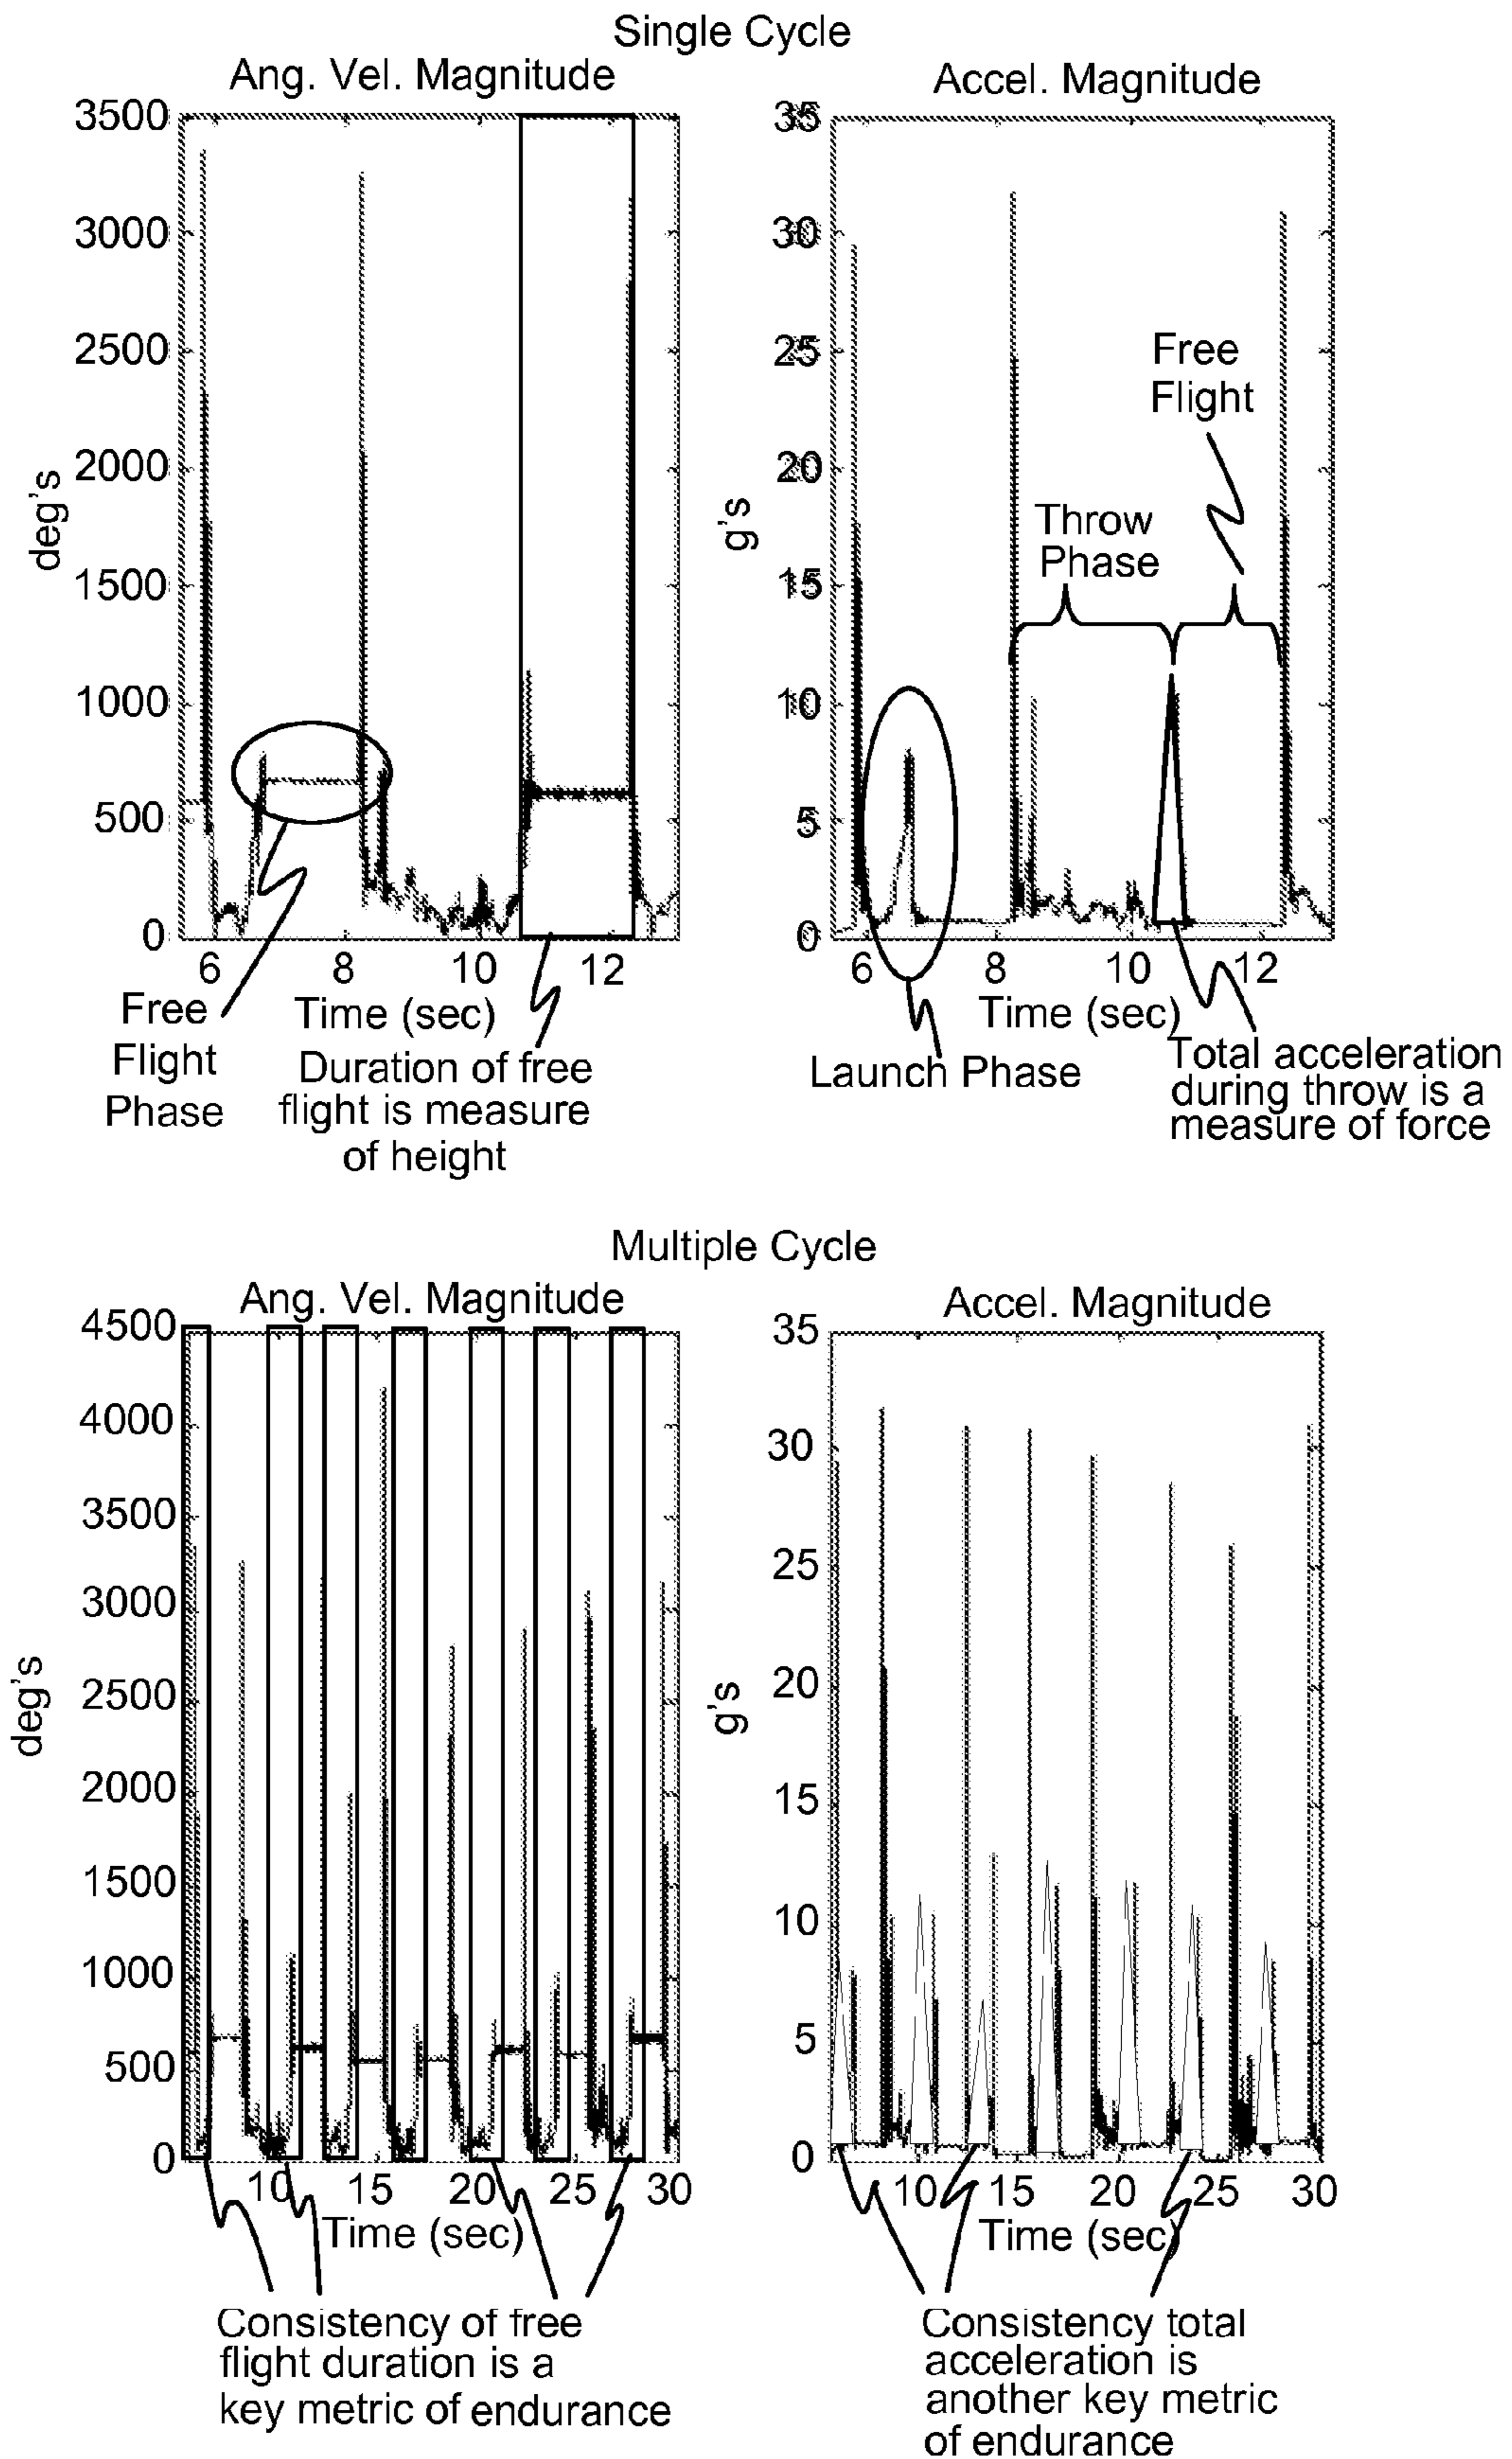 Single Cycle
Ang. Vel. Magnitude
3500
3000
2500
2000
1500
1000
500
0
deg's
6 8 10 12
Time (sec)
Free
Flight
Phase
Duration of free
flight is measure
of height
Accel. Magnitude
35
30
25
20
15
10
5
0
g's
Free
Flight
Throw
Phase
6 8 10 12
Time (sec)
Launch Phase
Total acceleration
during throw is a
measure of force
Multiple Cycle
Ang. Vel. Magnitude
4500
4000
3500
3000
2500
2000
1500
1000
500
0
deg's
10 15 20 25 30
Time (sec)
Consistency of free
flight duration is a
key metric of endurance
Accel. Magnitude
35
30
25
20
15
10
5
0
g's
10 15 20 25 30
Time (sec)
Consistency total
acceleration is
another key metric
of endurance